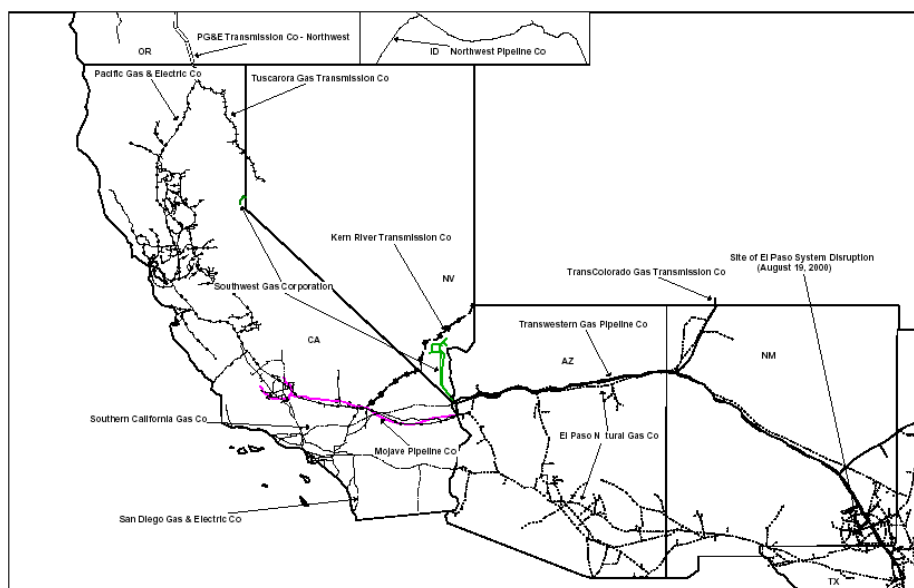 PG&E Transmission Co - Northwest
OR
ID
Northwest Pipeline Co
Pacific Gas & Electric Co
Tuscarora Gas Transmission Co
Kern River Transmission Co
Site of El Paso System Disruption
(August 19, 2000)
TransColorado Gas Transmission Co
NV
Southwest Gas Corporation
Transwestern Gas Pipeline Co
CA
AZ
NM
Southern California Gas Co
El Paso N tural Gas Co
Mojave Pipeline Co
San Diego Gas & Electric Co
TX